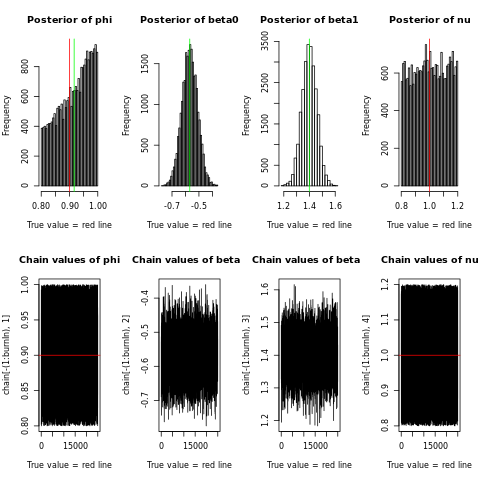 Posterior of phi
Posterior of beta0
Posterior of beta1
Posterior of nu
Frequency
0 200 400 600 800
0.80 0.90 1.00
True value = red line
Frequency
0 500 1000 1500
-0.7 -0.5
True value = red line
Frequency
0 500 1500 2500 3500
1.2 1.4 1.6
True value = red line
Frequency
0 200 400 600
0.8 1.0 1.2
True value = red line
Chain values of phi
Chain values of beta
Chain values of beta
Chain values of nu
chain[-(1:burnIn), 1]
0.80 0.85 0.90 0.95 1.00
0 15000
True value = red line
chain[-(1:burnIn), 2]
-0.7 -0.6 -0.5 -0.4
0 15000
True value = red line
chain[-(1:burnIn), 3]
1.2 1.3 1.4 1.5 1.6
0 15000
True value = red line
chain[-(1:burnIn), 4]
0.8 0.9 1.0 1.1 1.2
0 15000
True value = red line